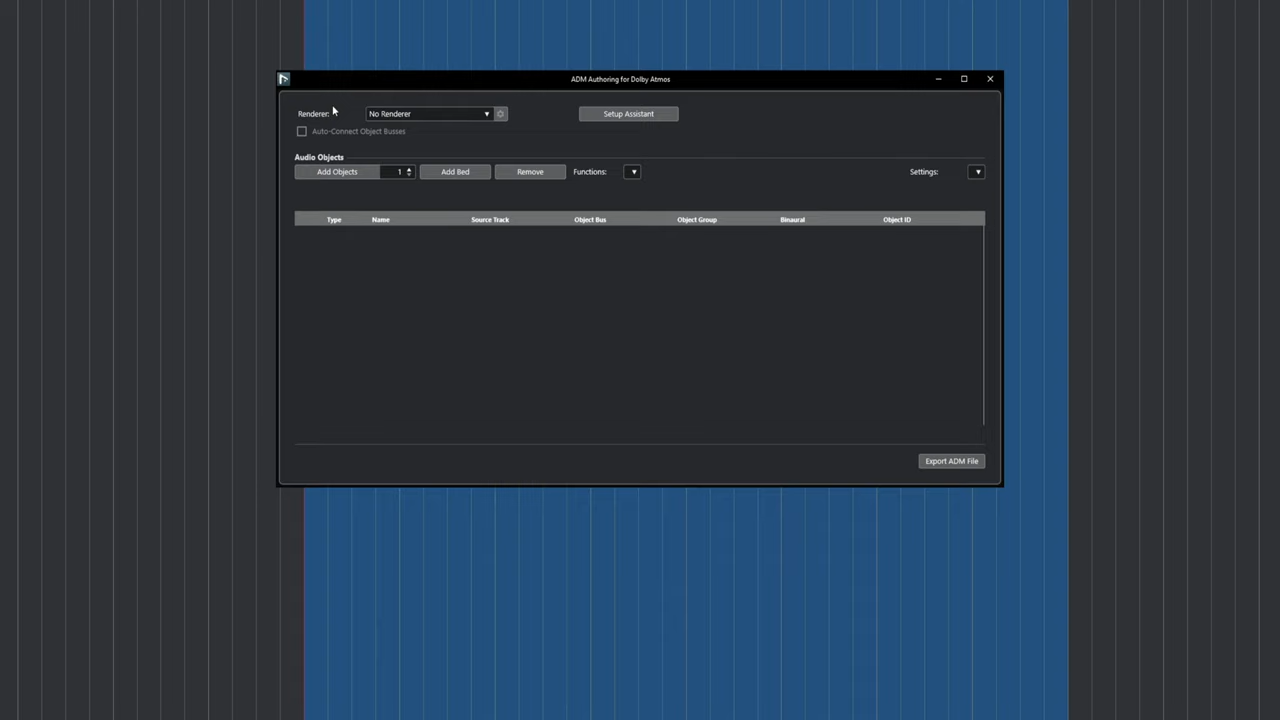 ADM Authoring for Dolby Atmos
Renderer: No Renderer Setup Assistant
Auto-Connect Object Busses
Audio Objects
Add Objects 1 Add Bed Remove Functions: Settings:
Type Name Source Track Object Bus Object Group Binaural Object ID
Export ADM File